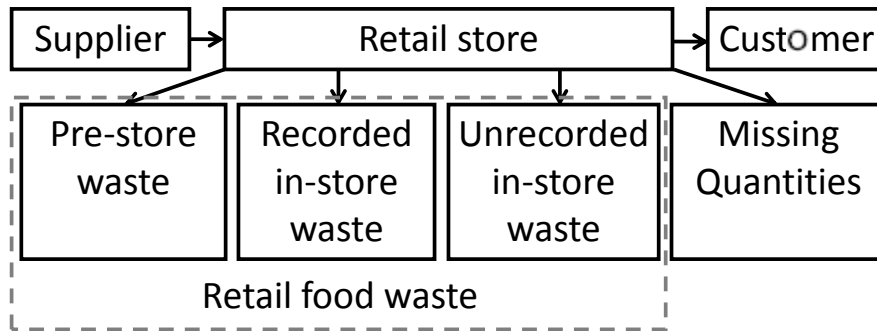 Supplier
Retail store
Customer
Pre-store
waste
Recorded
in-store
waste
Unrecorded
in-store
waste
Missing
Quantities
Retail food waste